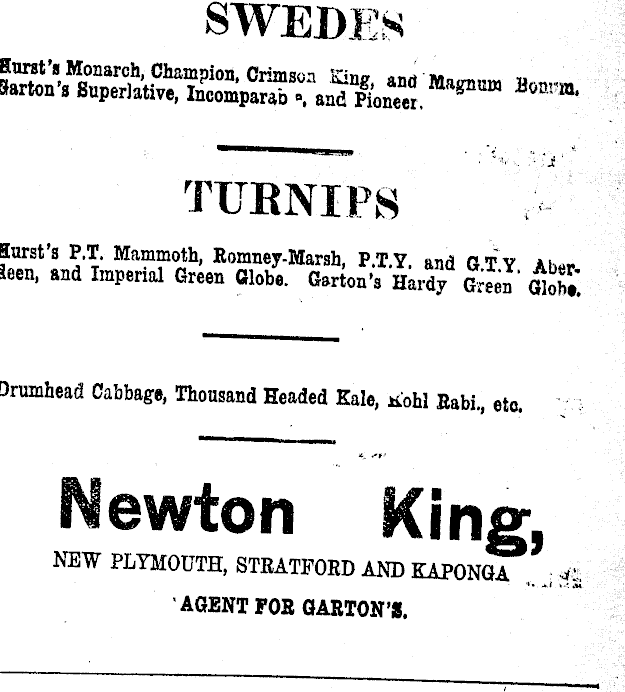 SWEDES
Hurst's Monarch, Champion, Crimson King, and Magnum Bonum.
Garton's Superlative, Incomparable, and Pioneer.
TURNIPS
Hurst's P.T. Mammoth, Romney-Marsh, P.T.Y. and G.T.Y. Aber-
deen, and Imperial Green Globe. Garton's Hardy Green Globe.
Drumhead Cabbage, Thousand Headed Kale, Kohl Rabi., etc.
Newton King,
NEW PLYMOUTH, STRATFORD AND KAPONGA
AGENT FOR GARTON'S.